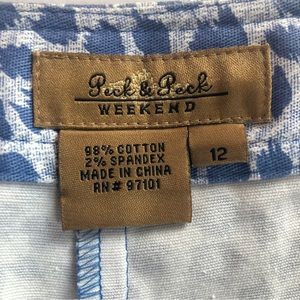 Peck & Peck
WEEKEND
98% COTTON
2% SPANDEX
MADE IN CHINA
RN# 97101
12